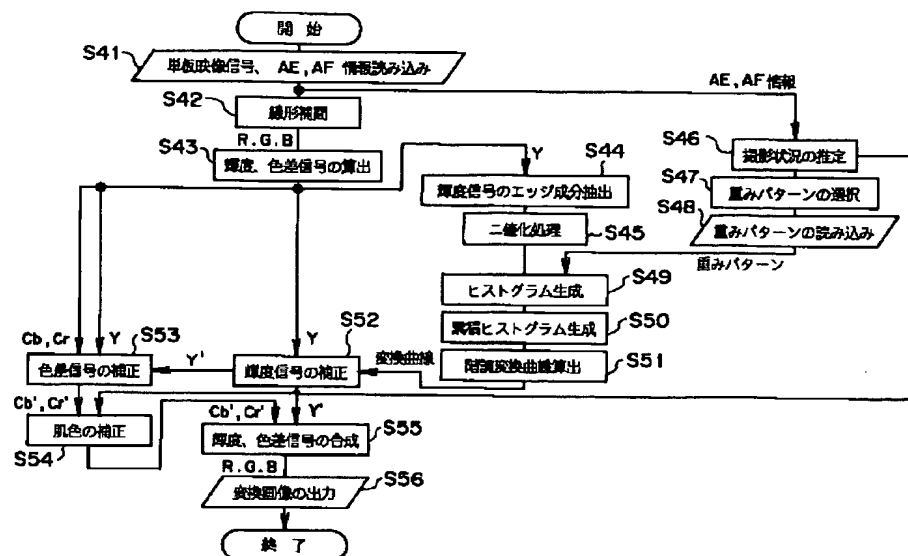 開 始
S41
単板映像信号、 AE,AF 情報読み込み
AE,AF 情報
S42
線形補間
R.G.B
S43
輝度、色差信号の算出
Y
S44
輝度信号のエッジ成分抽出
S45
二値化処理
S46
撮影状況の推定
S47
重みパターンの選択
S48
重みパターンの読み込み
重みパターン
S49
ヒストグラム生成
S50
累積ヒストグラム生成
S51
階調変換曲線算出
変換曲線
S52
Y
輝度信号の補正
Y'
S53
Cb,Cr
Y
色差信号の補正
Cb',Cr'
S54
肌色の補正
Cb',Cr'
Y'
S55
輝度、色差信号の合成
R.G.B
S56
変換画像の出力
終 了